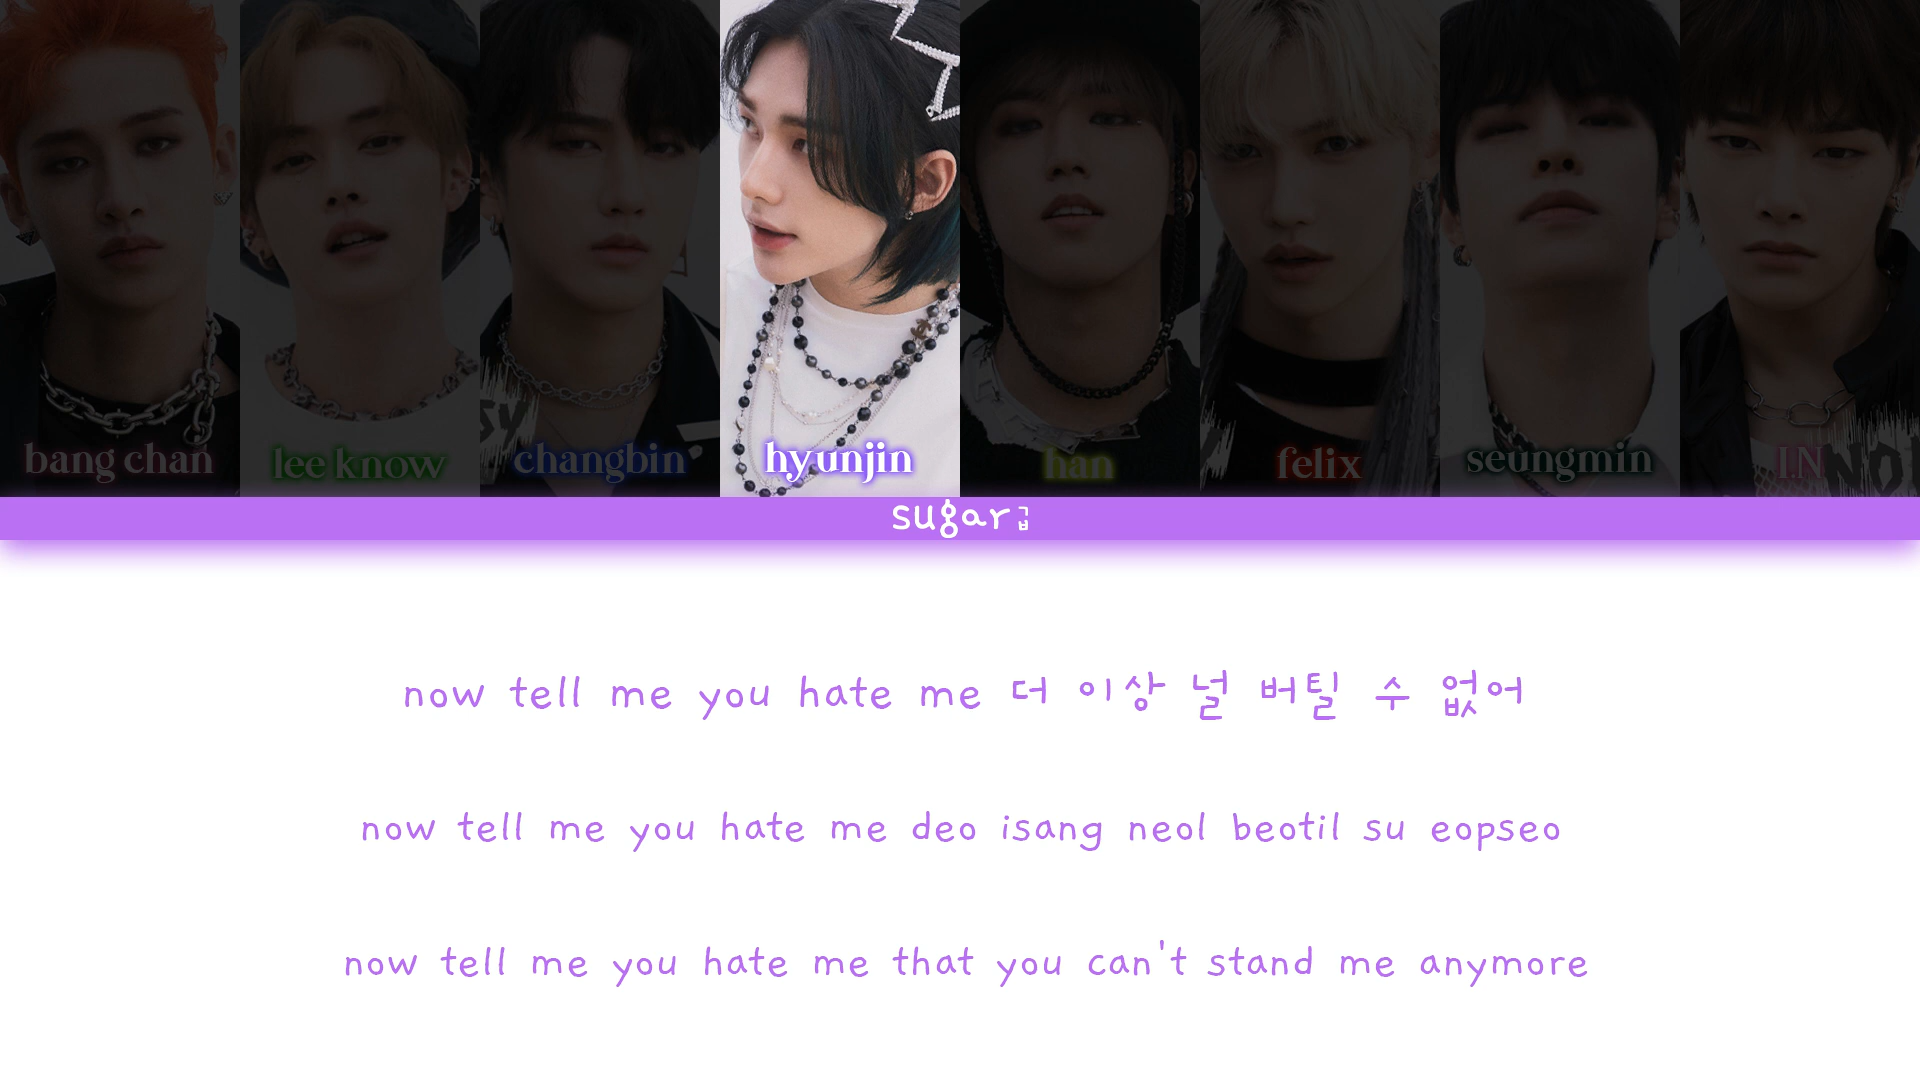 bang chan
lee know
changbin
hyunjin
han
felix
seungmin
I.N
sugar
now tell me you hate me 더 이상 널 버틸 수 없어
now tell me you hate me deo isang neol beotil su eopseo
now tell me you hate me that you can't stand me anymore